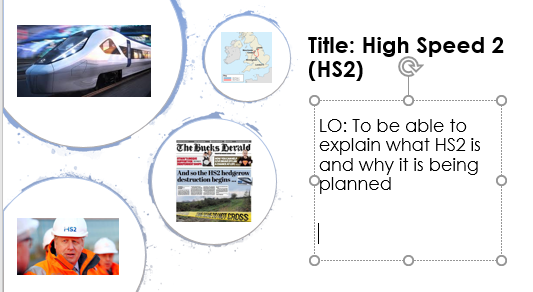 Title: High Speed 2
(HS2)
LO: To be able to
explain what HS2 is
and why it is being
planned
The Bucks Herald
And so the HS2 hedgerow
destruction begins ...
HS2